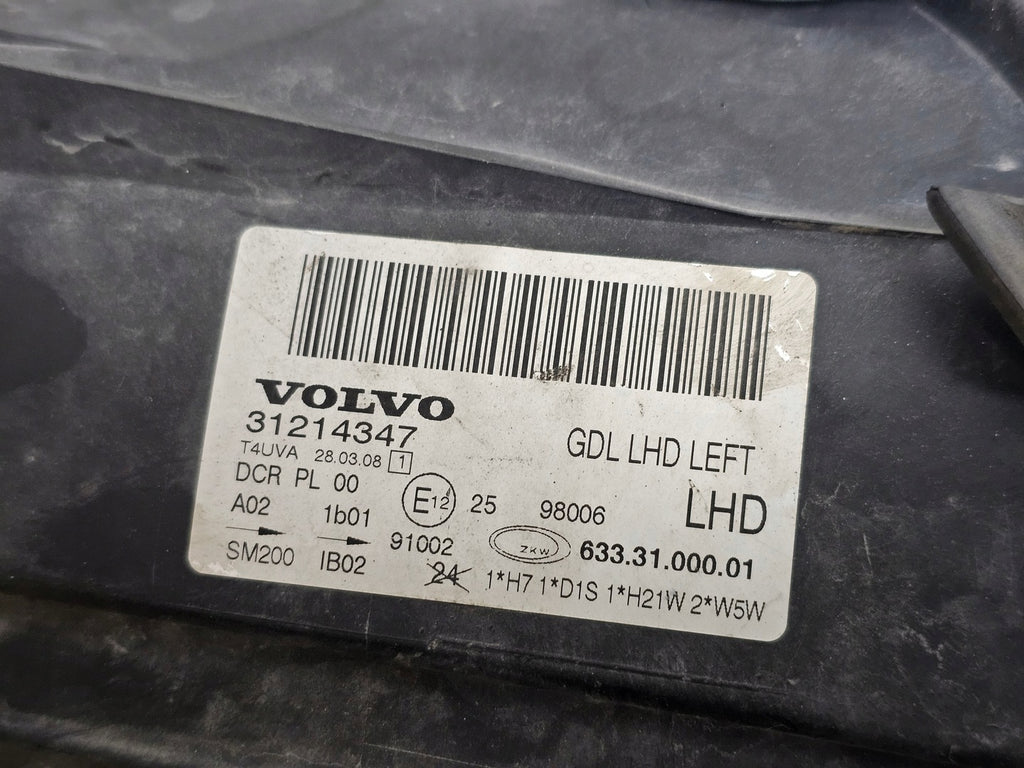 VOLVO
31214347
T4UVA 28.03.08 1
GDL LHD LEFT
DCR PL 00
E12 25 98006 LHD
A02 1b01
91002 ZKW 633.31.000.01
SM200 IB02
24 1*H7 1*D1S 1*H21W 2*W5W